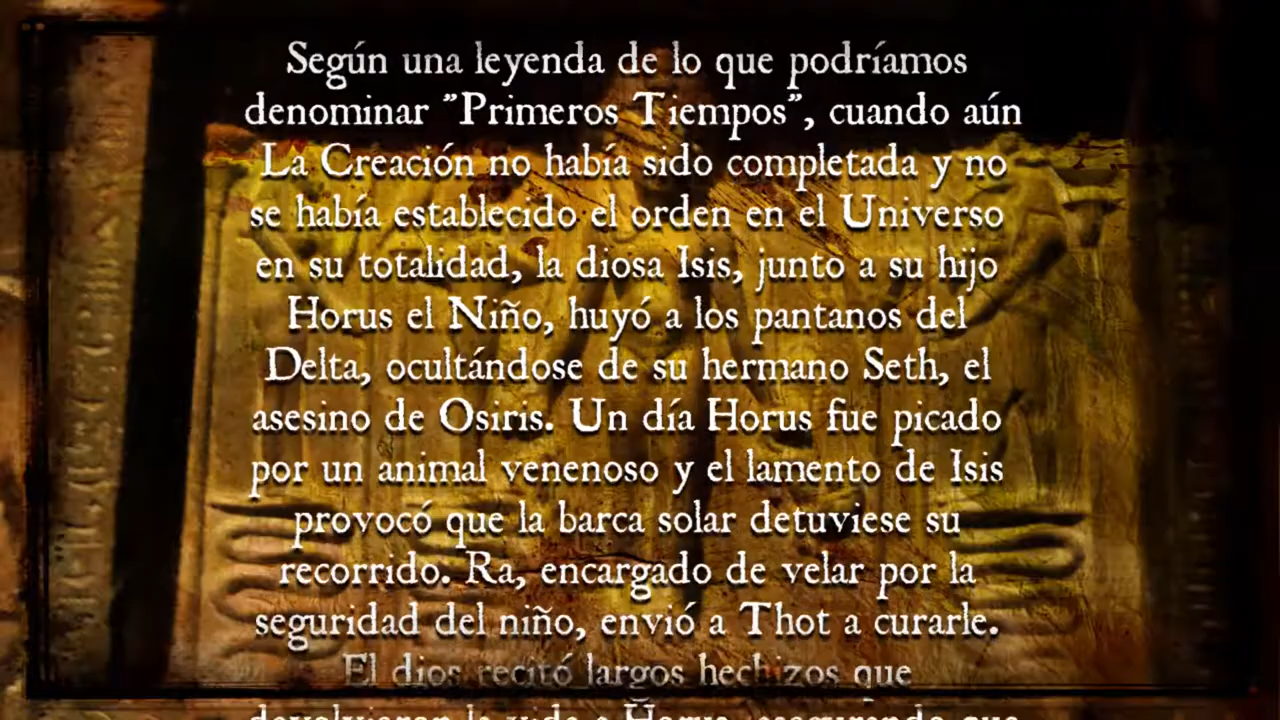 Según una leyenda de lo que podríamos
denominar "Primeros Tiempos", cuando aún
La Creación no había sido completada y no
se había establecido el orden en el Universo
en su totalidad, la diosa Isis, junto a su hijo
Horus el Niño, huyó a los pantanos del
Delta, ocultándose de su hermano Seth, el
asesino de Osiris. Un día Horus fue picado
por un animal venenoso y el lamento de Isis
provocó que la barca solar detuviese su
recorrido. Ra, encargado de velar por la
seguridad del niño, envió a Thot a curarle.
El dios recitó largos hechizos que